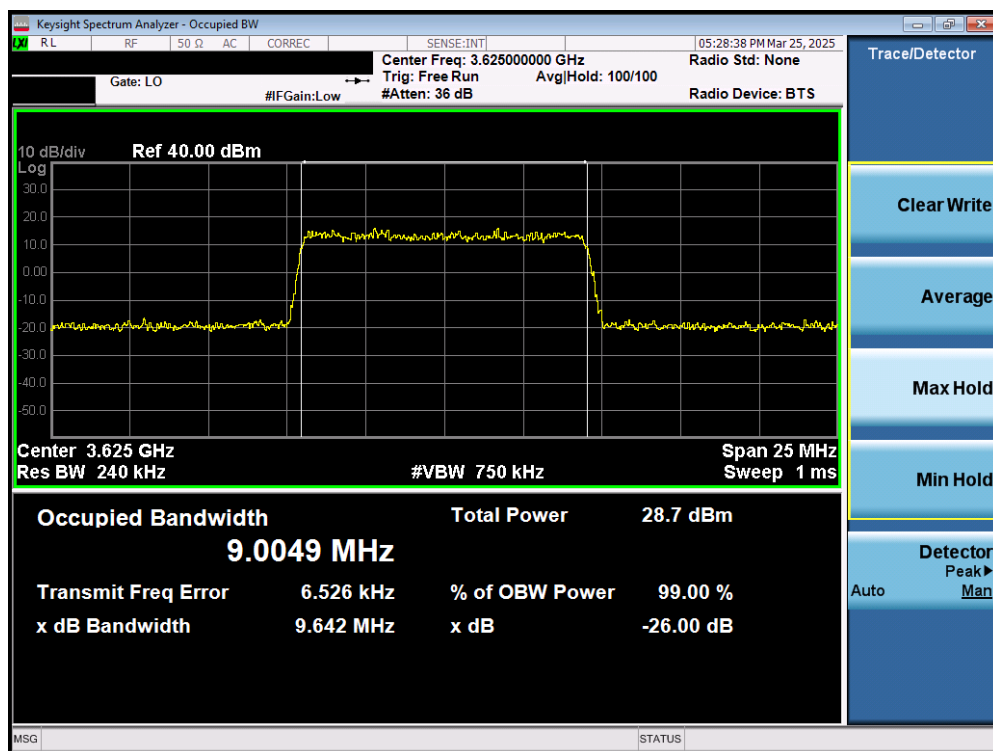 Keysight Spectrum Analyzer - Occupied BW
LXI RL RF 50 Ω AC CORREC SENSE:INT 05:28:38 PM Mar 25, 2025
Center Freq: 3.625000000 GHz Radio Std: None
Gate: LO Trig: Free Run Avg|Hold: 100/100
#IFGain:Low #Atten: 36 dB Radio Device: BTS
10 dB/div Ref 40.00 dBm
Log
30.0
20.0
10.0
0.00
-10.0
-20.0
-30.0
-40.0
-50.0
Center 3.625 GHz Span 25 MHz
Res BW 240 kHz #VBW 750 kHz Sweep 1 ms
Occupied Bandwidth Total Power 28.7 dBm
9.0049 MHz
Transmit Freq Error 6.526 kHz % of OBW Power 99.00 %
x dB Bandwidth 9.642 MHz x dB -26.00 dB
Trace/Detector
Clear Write
Average
Max Hold
Min Hold
Detector
Peak▶
Auto Man
MSG STATUS